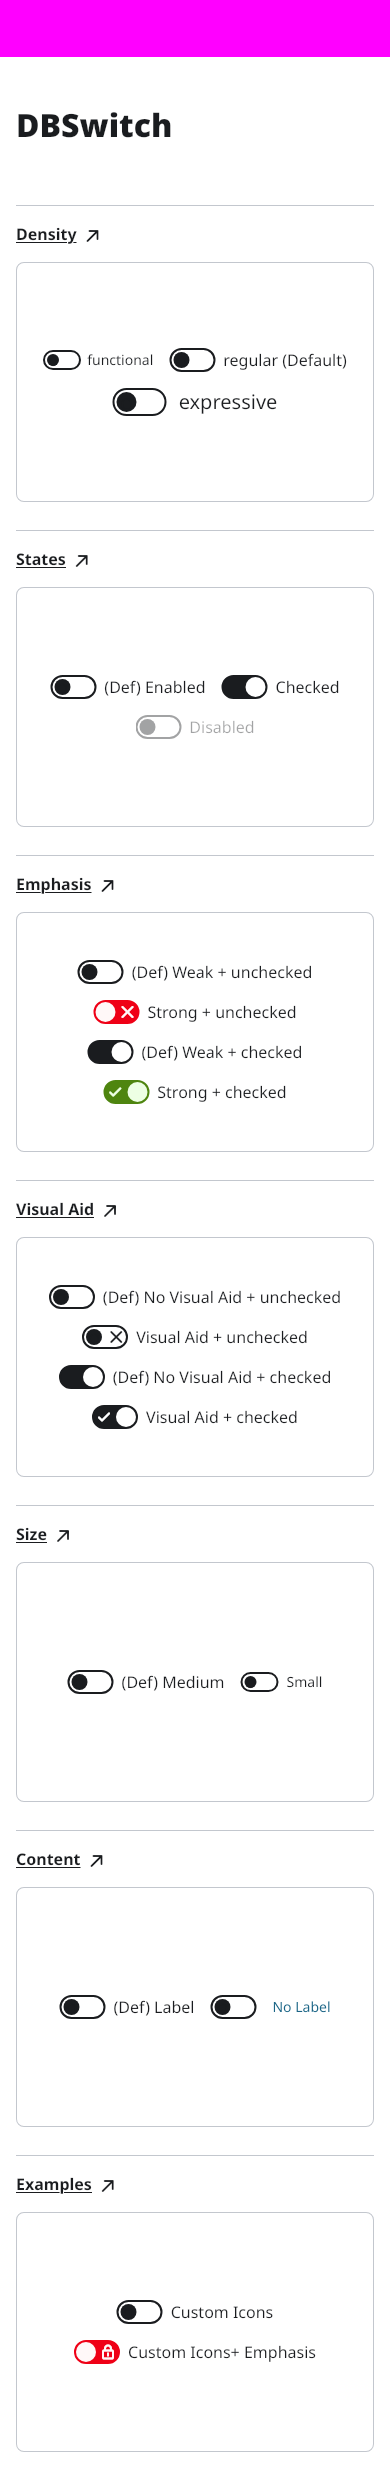 DBSwitch
Density
functional regular (Default)
expressive
States
(Def) Enabled Checked
Disabled
Emphasis
(Def) Weak + unchecked
Strong + unchecked
(Def) Weak + checked
Strong + checked
Visual Aid
(Def) No Visual Aid + unchecked
Visual Aid + unchecked
(Def) No Visual Aid + checked
Visual Aid + checked
Size
(Def) Medium Small
Content
(Def) Label No Label
Examples
Custom Icons
Custom Icons+ Emphasis